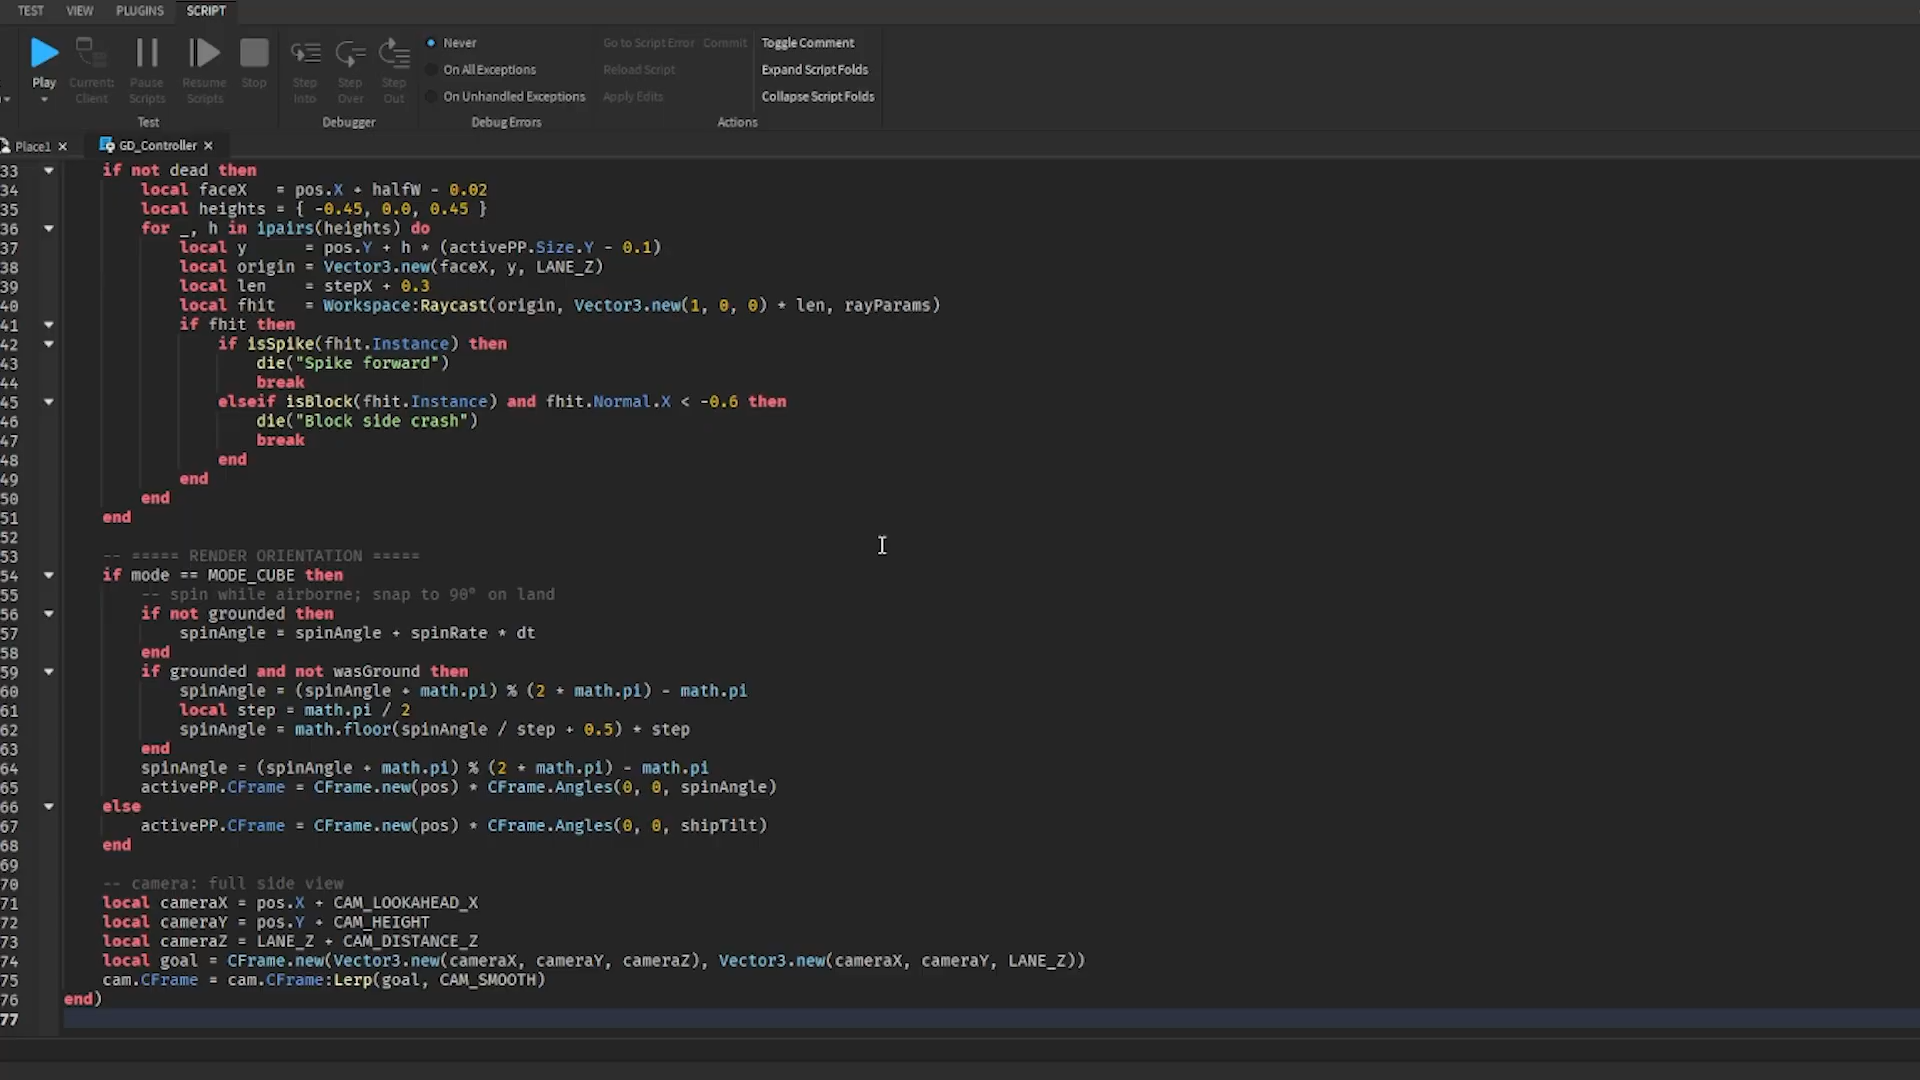 TEST VIEW PLUGINS SCRIPT
Play
Current: Client
Pause Scripts
Resume Scripts
Stop
Step Into
Step Over
Step Out
Never
On All Exceptions
On Unhandled Exceptions
Go to Script Error Commit
Reload Script
Apply Edits
Toggle Comment
Expand Script Folds
Collapse Script Folds
Test Debugger Debug Errors Actions
Place1 GD_Controller
33 if not dead then
34 local faceX = pos.X + halfW - 0.02
35 local heights = { -0.45, 0.0, 0.45 }
36 for _, h in ipairs(heights) do
37 local y = pos.Y + h * (activePP.Size.Y - 0.1)
38 local origin = Vector3.new(faceX, y, LANE_Z)
39 local len = stepX + 0.3
40 local fhit = Workspace:Raycast(origin, Vector3.new(1, 0, 0) * len, rayParams)
41 if fhit then
42 if isSpike(fhit.Instance) then
43 die("Spike forward")
44 break
45 elseif isBlock(fhit.Instance) and fhit.Normal.X < -0.6 then
46 die("Block side crash")
47 break
48 end
49 end
50 end
51 end
52
53 -- ===== RENDER ORIENTATION =====
54 if mode == MODE_CUBE then
55 -- spin while airborne; snap to 90° on land
56 if not grounded then
57 spinAngle = spinAngle + spinRate * dt
58 end
59 if grounded and not wasGround then
60 spinAngle = (spinAngle + math.pi) % (2 * math.pi) - math.pi
61 local step = math.pi / 2
62 spinAngle = math.floor(spinAngle / step + 0.5) * step
63 end
64 spinAngle = (spinAngle + math.pi) % (2 * math.pi) - math.pi
65 activePP.CFrame = CFrame.new(pos) * CFrame.Angles(0, 0, spinAngle)
66 else
67 activePP.CFrame = CFrame.new(pos) * CFrame.Angles(0, 0, shipTilt)
68 end
69
70 -- camera: full side view
71 local cameraX = pos.X + CAM_LOOKAHEAD_X
72 local cameraY = pos.Y + CAM_HEIGHT
73 local cameraZ = LANE_Z + CAM_DISTANCE_Z
74 local goal = CFrame.new(Vector3.new(cameraX, cameraY, cameraZ), Vector3.new(cameraX, cameraY, LANE_Z))
75 cam.CFrame = cam.CFrame:Lerp(goal, CAM_SMOOTH)
76 end)
77